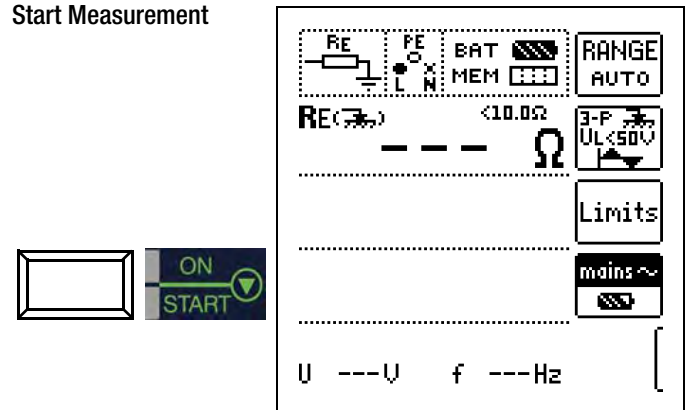 Start Measurement
RE
PE
L N
BAT
MEM
RANGE
AUTO
RE( ) <10.0Ω
--- Ω
3-P
UL<50V
Limits
ON
START
mains~
U ---V f ---Hz